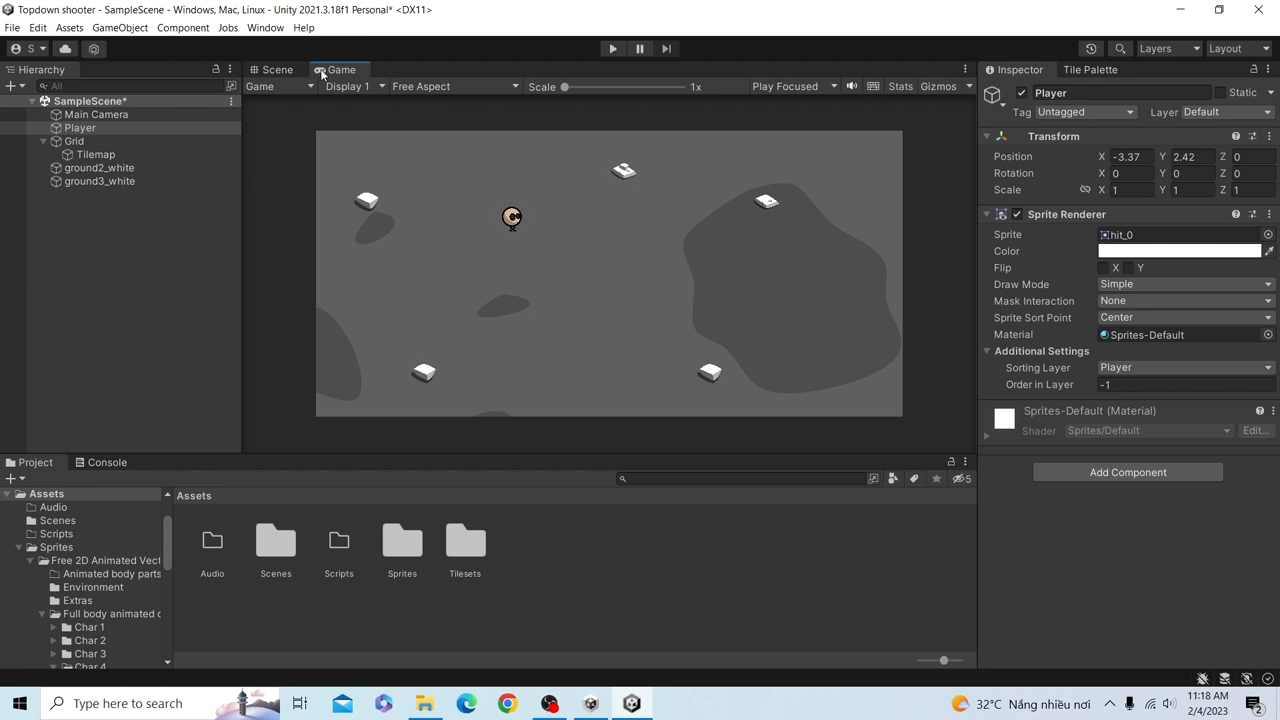 Topdown shooter - SampleScene - Windows, Mac, Linux - Unity 2021.3.18f1 Personal* <DX11>
File Edit Assets GameObject Component Jobs Window Help
S Layers Layout
Hierarchy
All
SampleScene*
Main Camera
Player
Grid
Tilemap
ground2_white
ground3_white
Scene Game
Game Display 1 Free Aspect Scale 1x Play Focused Stats Gizmos
Inspector Tile Palette
Player Static
Tag Untagged Layer Default
Transform
Position X -3.37 Y 2.42 Z 0
Rotation X 0 Y 0 Z 0
Scale X 1 Y 1 Z 1
Sprite Renderer
Sprite hit_0
Color
Flip X Y
Draw Mode Simple
Mask Interaction None
Sprite Sort Point Center
Material Sprites-Default
Additional Settings
Sorting Layer Player
Order in Layer -1
Sprites-Default (Material)
Shader Sprites/Default Edit...
Add Component
Project Console
5
Assets
Audio
Scenes
Scripts
Sprites
Free 2D Animated Vect
Animated body parts
Environment
Extras
Full body animated c
Char 1
Char 2
Char 3
Char 4
Assets
Audio Scenes Scripts Sprites Tilesets
Type here to search
32°C Nắng nhiều nơi
11:18 AM
2/4/2023
2